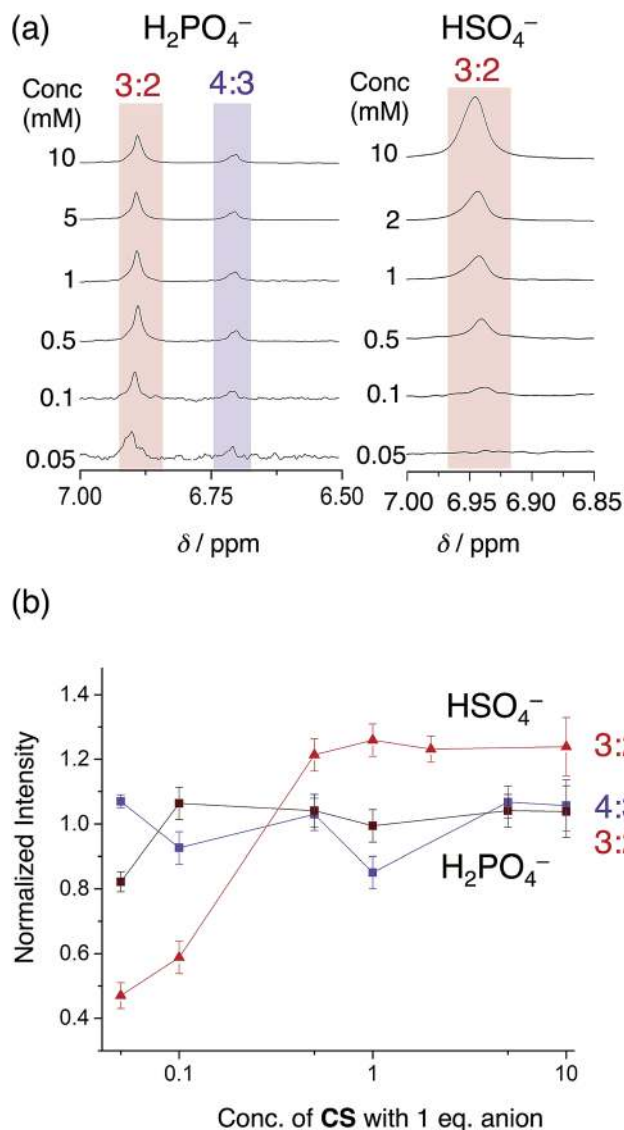 (a)
H₂PO₄⁻ HSO₄⁻
Conc (mM) 3:2 4:3 3:2
10 10
5 2
1 1
0.5 0.5
0.1 0.1
0.05 0.05
7.00 6.75 6.50 7.00 6.95 6.90 6.85
δ / ppm δ / ppm
(b)
Normalized Intensity
1.4
1.2
1.0
0.8
0.6
0.4
HSO₄⁻
3:
4:
3:
H₂PO₄⁻
0.1 1 10
Conc. of CS with 1 eq. anion